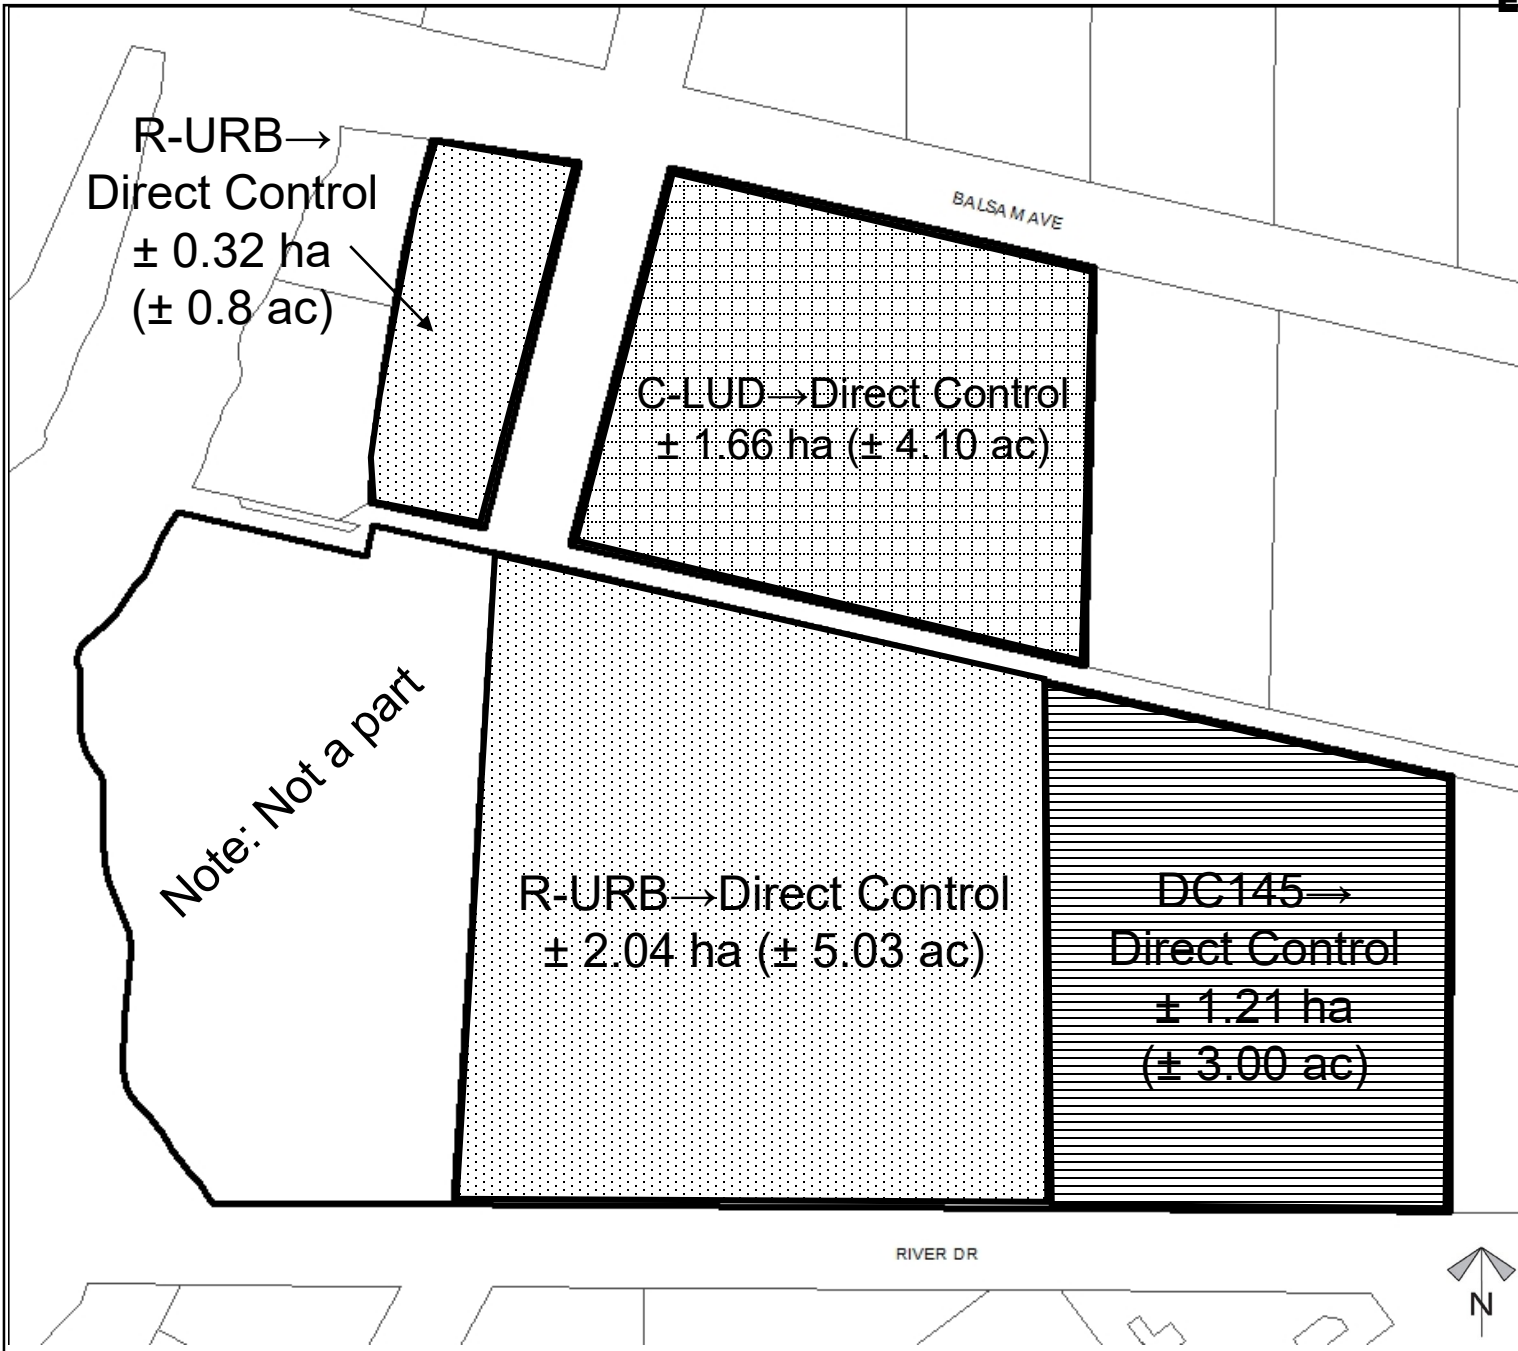 R-URB→
Direct Control
± 0.32 ha
(± 0.8 ac)
BALSAM AVE
C-LUD→Direct Control
± 1.66 ha (± 4.10 ac)
Note: Not a part
R-URB→Direct Control
± 2.04 ha (± 5.03 ac)
DC145→
Direct Control
± 1.21 ha
(± 3.00 ac)
RIVER DR
N